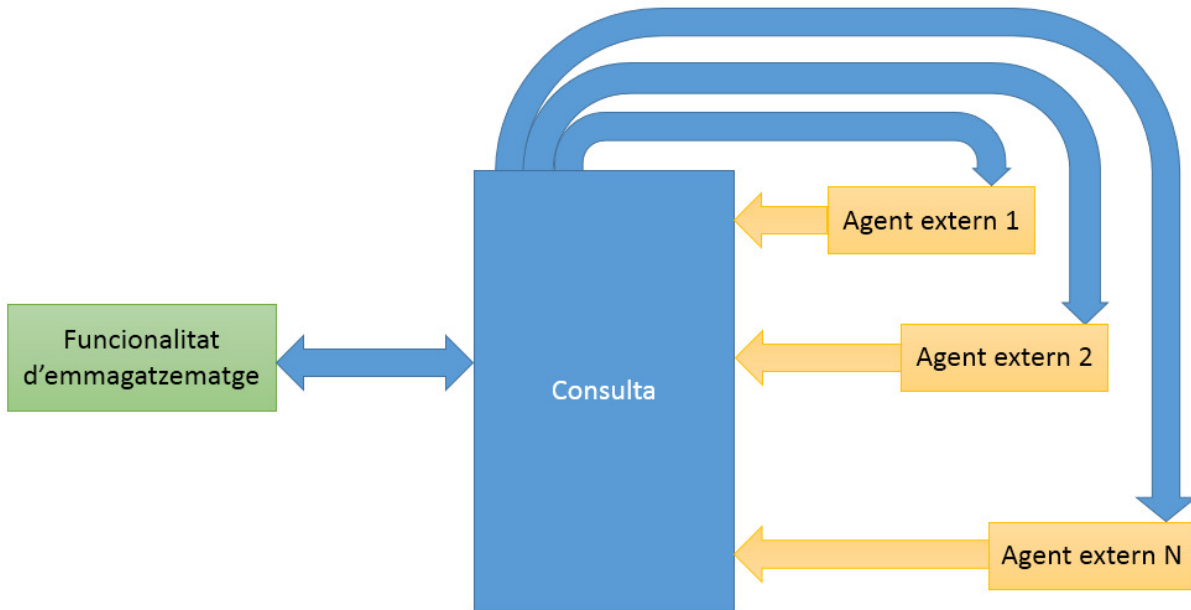 Agent extern 1
Funcionalitat
d’emmagatzematge
Agent extern 2
Consulta
Agent extern N